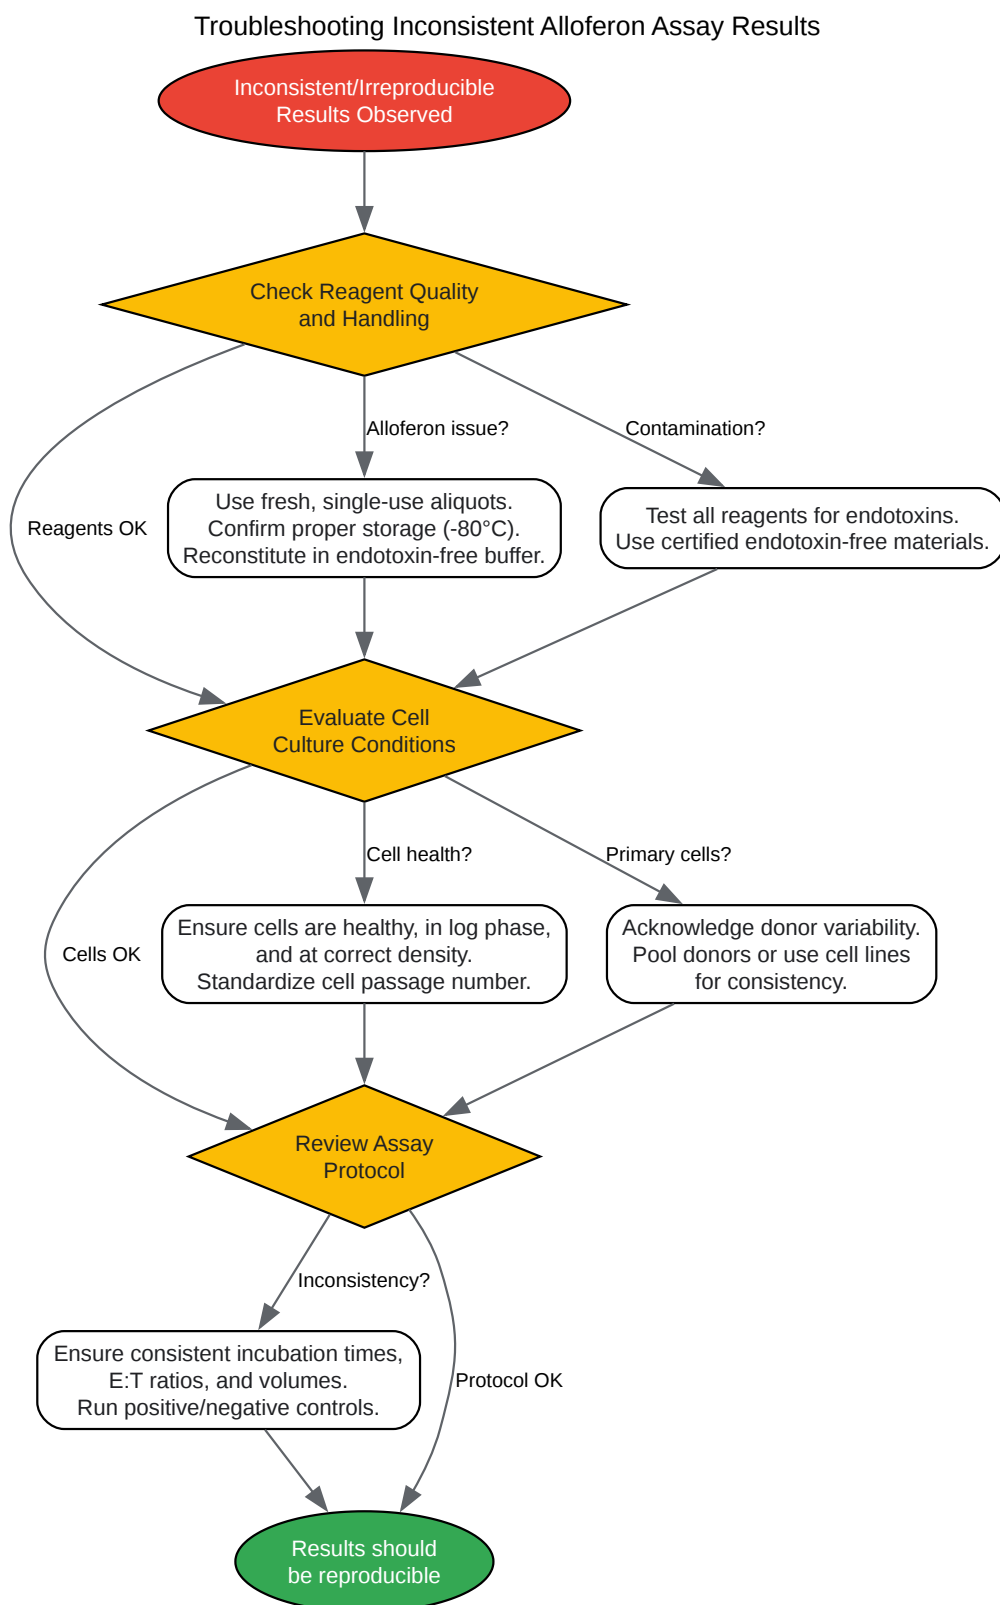 Troubleshooting Inconsistent Alloferon Assay Results
Inconsistent/Irreproducible
Results Observed
Check Reagent Quality
and Handling
Alloferon issue?
Contamination?
Reagents OK
Use fresh, single-use aliquots.
Confirm proper storage (-80°C).
Reconstitute in endotoxin-free buffer.
Test all reagents for endotoxins.
Use certified endotoxin-free materials.
Evaluate Cell
Culture Conditions
Cell health?
Primary cells?
Cells OK
Ensure cells are healthy, in log phase,
and at correct density.
Standardize cell passage number.
Acknowledge donor variability.
Pool donors or use cell lines
for consistency.
Review Assay
Protocol
Inconsistency?
Protocol OK
Ensure consistent incubation times,
E:T ratios, and volumes.
Run positive/negative controls.
Results should
be reproducible